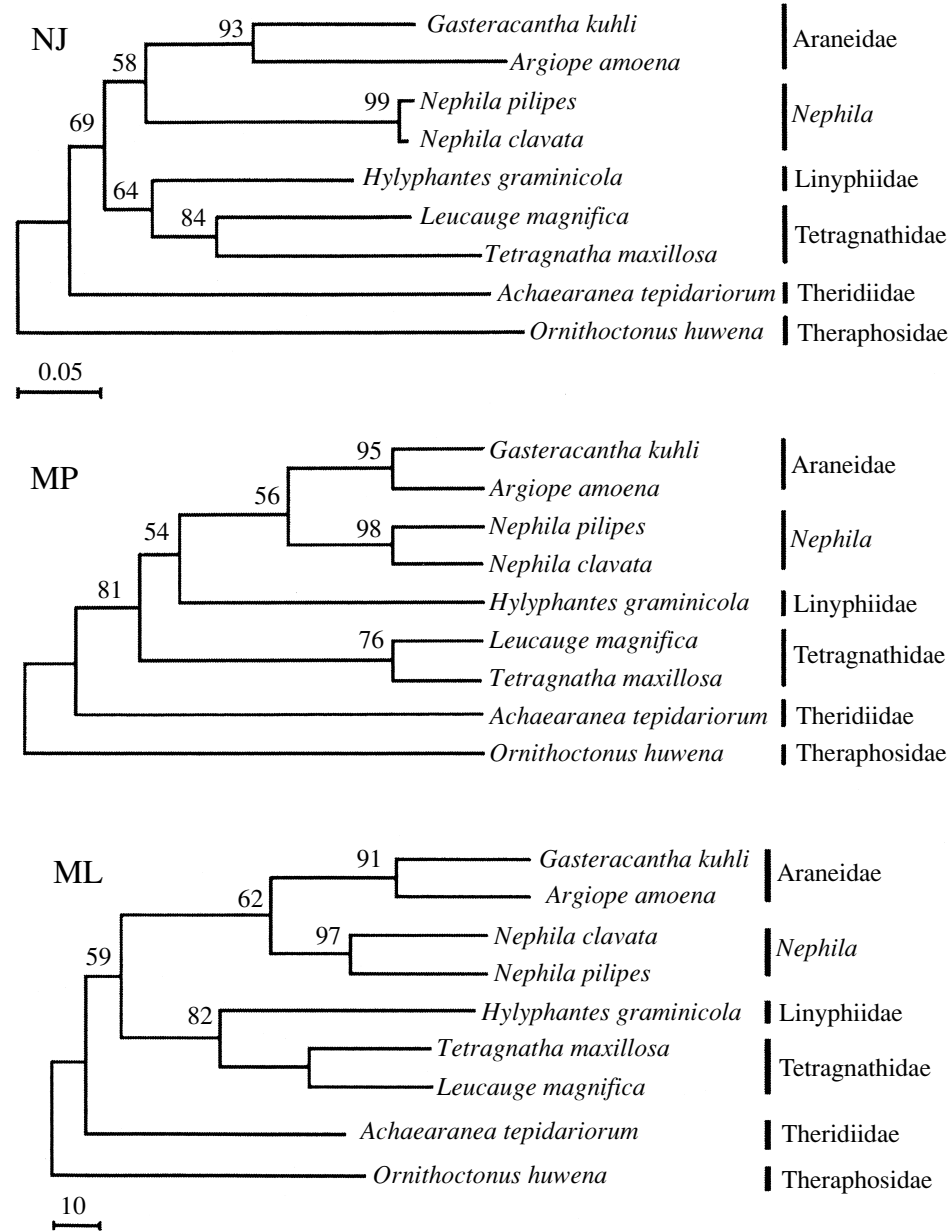 NJ
93
Gasteracantha kuhli
Araneidae
Argiope amoena
58
99
Nephila pilipes
Nephila
Nephila clavata
69
64
Hylyphantes graminicola
Linyphiidae
84
Leucauge magnifica
Tetragnathidae
Tetragnatha maxillosa
Achaearanea tepidariorum
Theridiidae
Ornithoctonus huwena
Theraphosidae
0.05
MP
95
Gasteracantha kuhli
Araneidae
Argiope amoena
56
98
Nephila pilipes
Nephila
Nephila clavata
54
81
Hylyphantes graminicola
Linyphiidae
76
Leucauge magnifica
Tetragnathidae
Tetragnatha maxillosa
Achaearanea tepidariorum
Theridiidae
Ornithoctonus huwena
Theraphosidae
ML
91
Gasteracantha kuhli
Araneidae
Argiope amoena
62
97
Nephila clavata
Nephila
Nephila pilipes
59
82
Hylyphantes graminicola
Linyphiidae
Tetragnatha maxillosa
Tetragnathidae
Leucauge magnifica
Achaearanea tepidariorum
Theridiidae
Ornithoctonus huwena
Theraphosidae
10